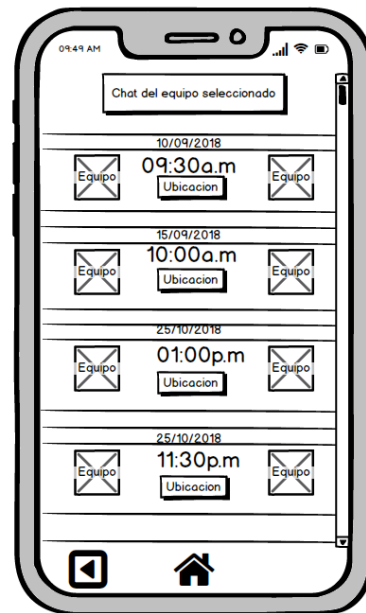 09:49 AM
Chat del equipo seleccionado
10/09/2018
09:30a.m
Equipo Ubicacion Equipo
15/09/2018
10:00a.m
Equipo Ubicacion Equipo
25/10/2018
01:00p.m
Equipo Ubicacion Equipo
25/10/2018
11:30p.m
Equipo Ubicacion Equipo